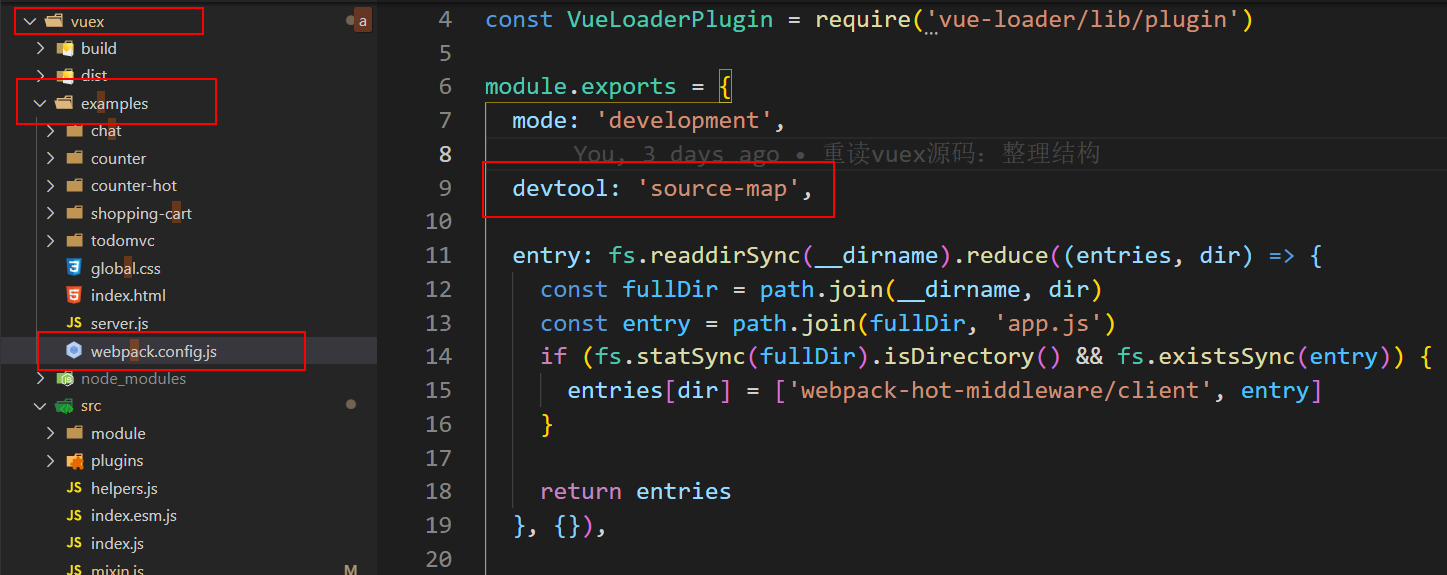 vuex
a
build
dist
examples
chat
counter
counter-hot
shopping-cart
todomvc
global.css
index.html
JS server.js
webpack.config.js
node_modules
src
module
plugins
JS helpers.js
JS index.esm.js
JS index.js
JS mixin.js M
4 const VueLoaderPlugin = require('vue-loader/lib/plugin')
5
6 module.exports = {
7 mode: 'development',
8 You, 3 days ago • 重读vuex源码: 整理结构
9 devtool: 'source-map',
10
11 entry: fs.readdirSync(__dirname).reduce((entries, dir) => {
12 const fullDir = path.join(__dirname, dir)
13 const entry = path.join(fullDir, 'app.js')
14 if (fs.statSync(fullDir).isDirectory() && fs.existsSync(entry)) {
15 entries[dir] = ['webpack-hot-middleware/client', entry]
16 }
17
18 return entries
19 }, {}),
20